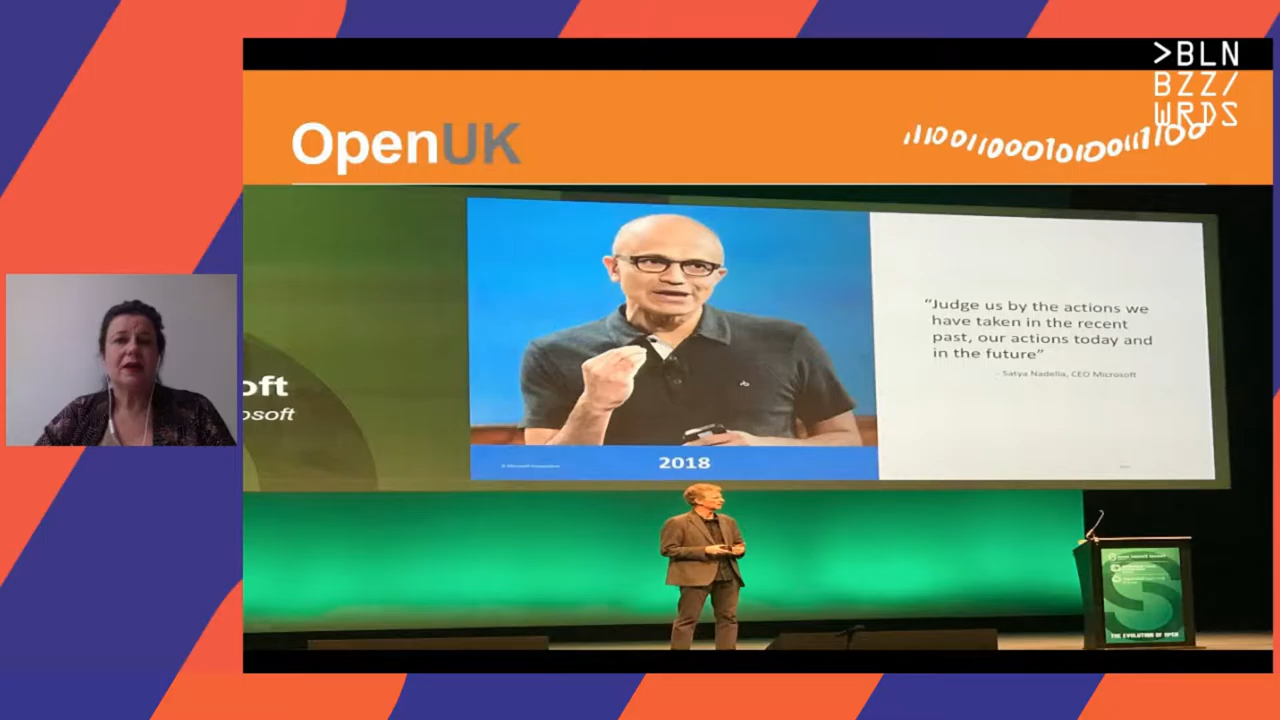 >BLN
BZZ/
WRDS
OpenUK
oft
osoft
"Judge us by the actions we
have taken in the recent
past, our actions today and
in the future"
- Satya Nadella, CEO Microsoft
2018
THE EVOLUTION OF OPEN